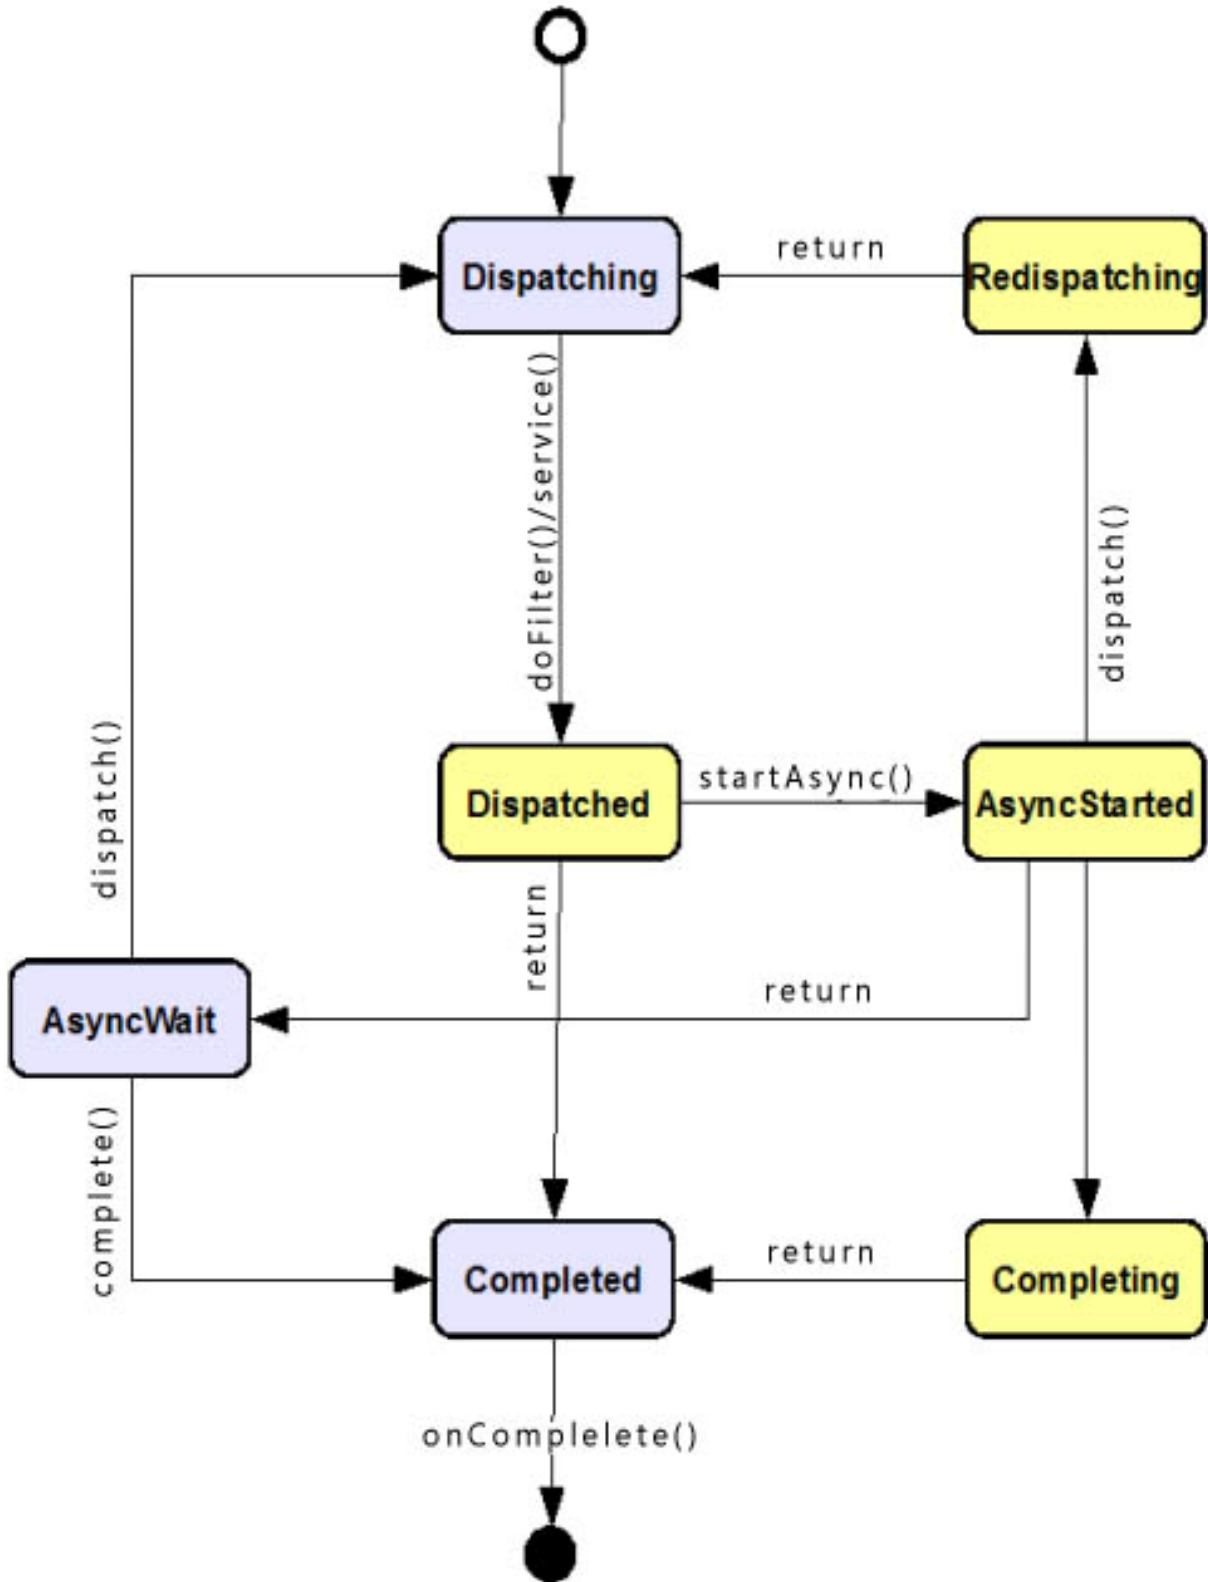 return
Dispatching
Redispatching
doFilter()/service()
dispatch()
dispatch()
startAsync()
Dispatched
AsyncStarted
return
return
AsyncWait
complete()
return
Completed
Completing
onComplelete()